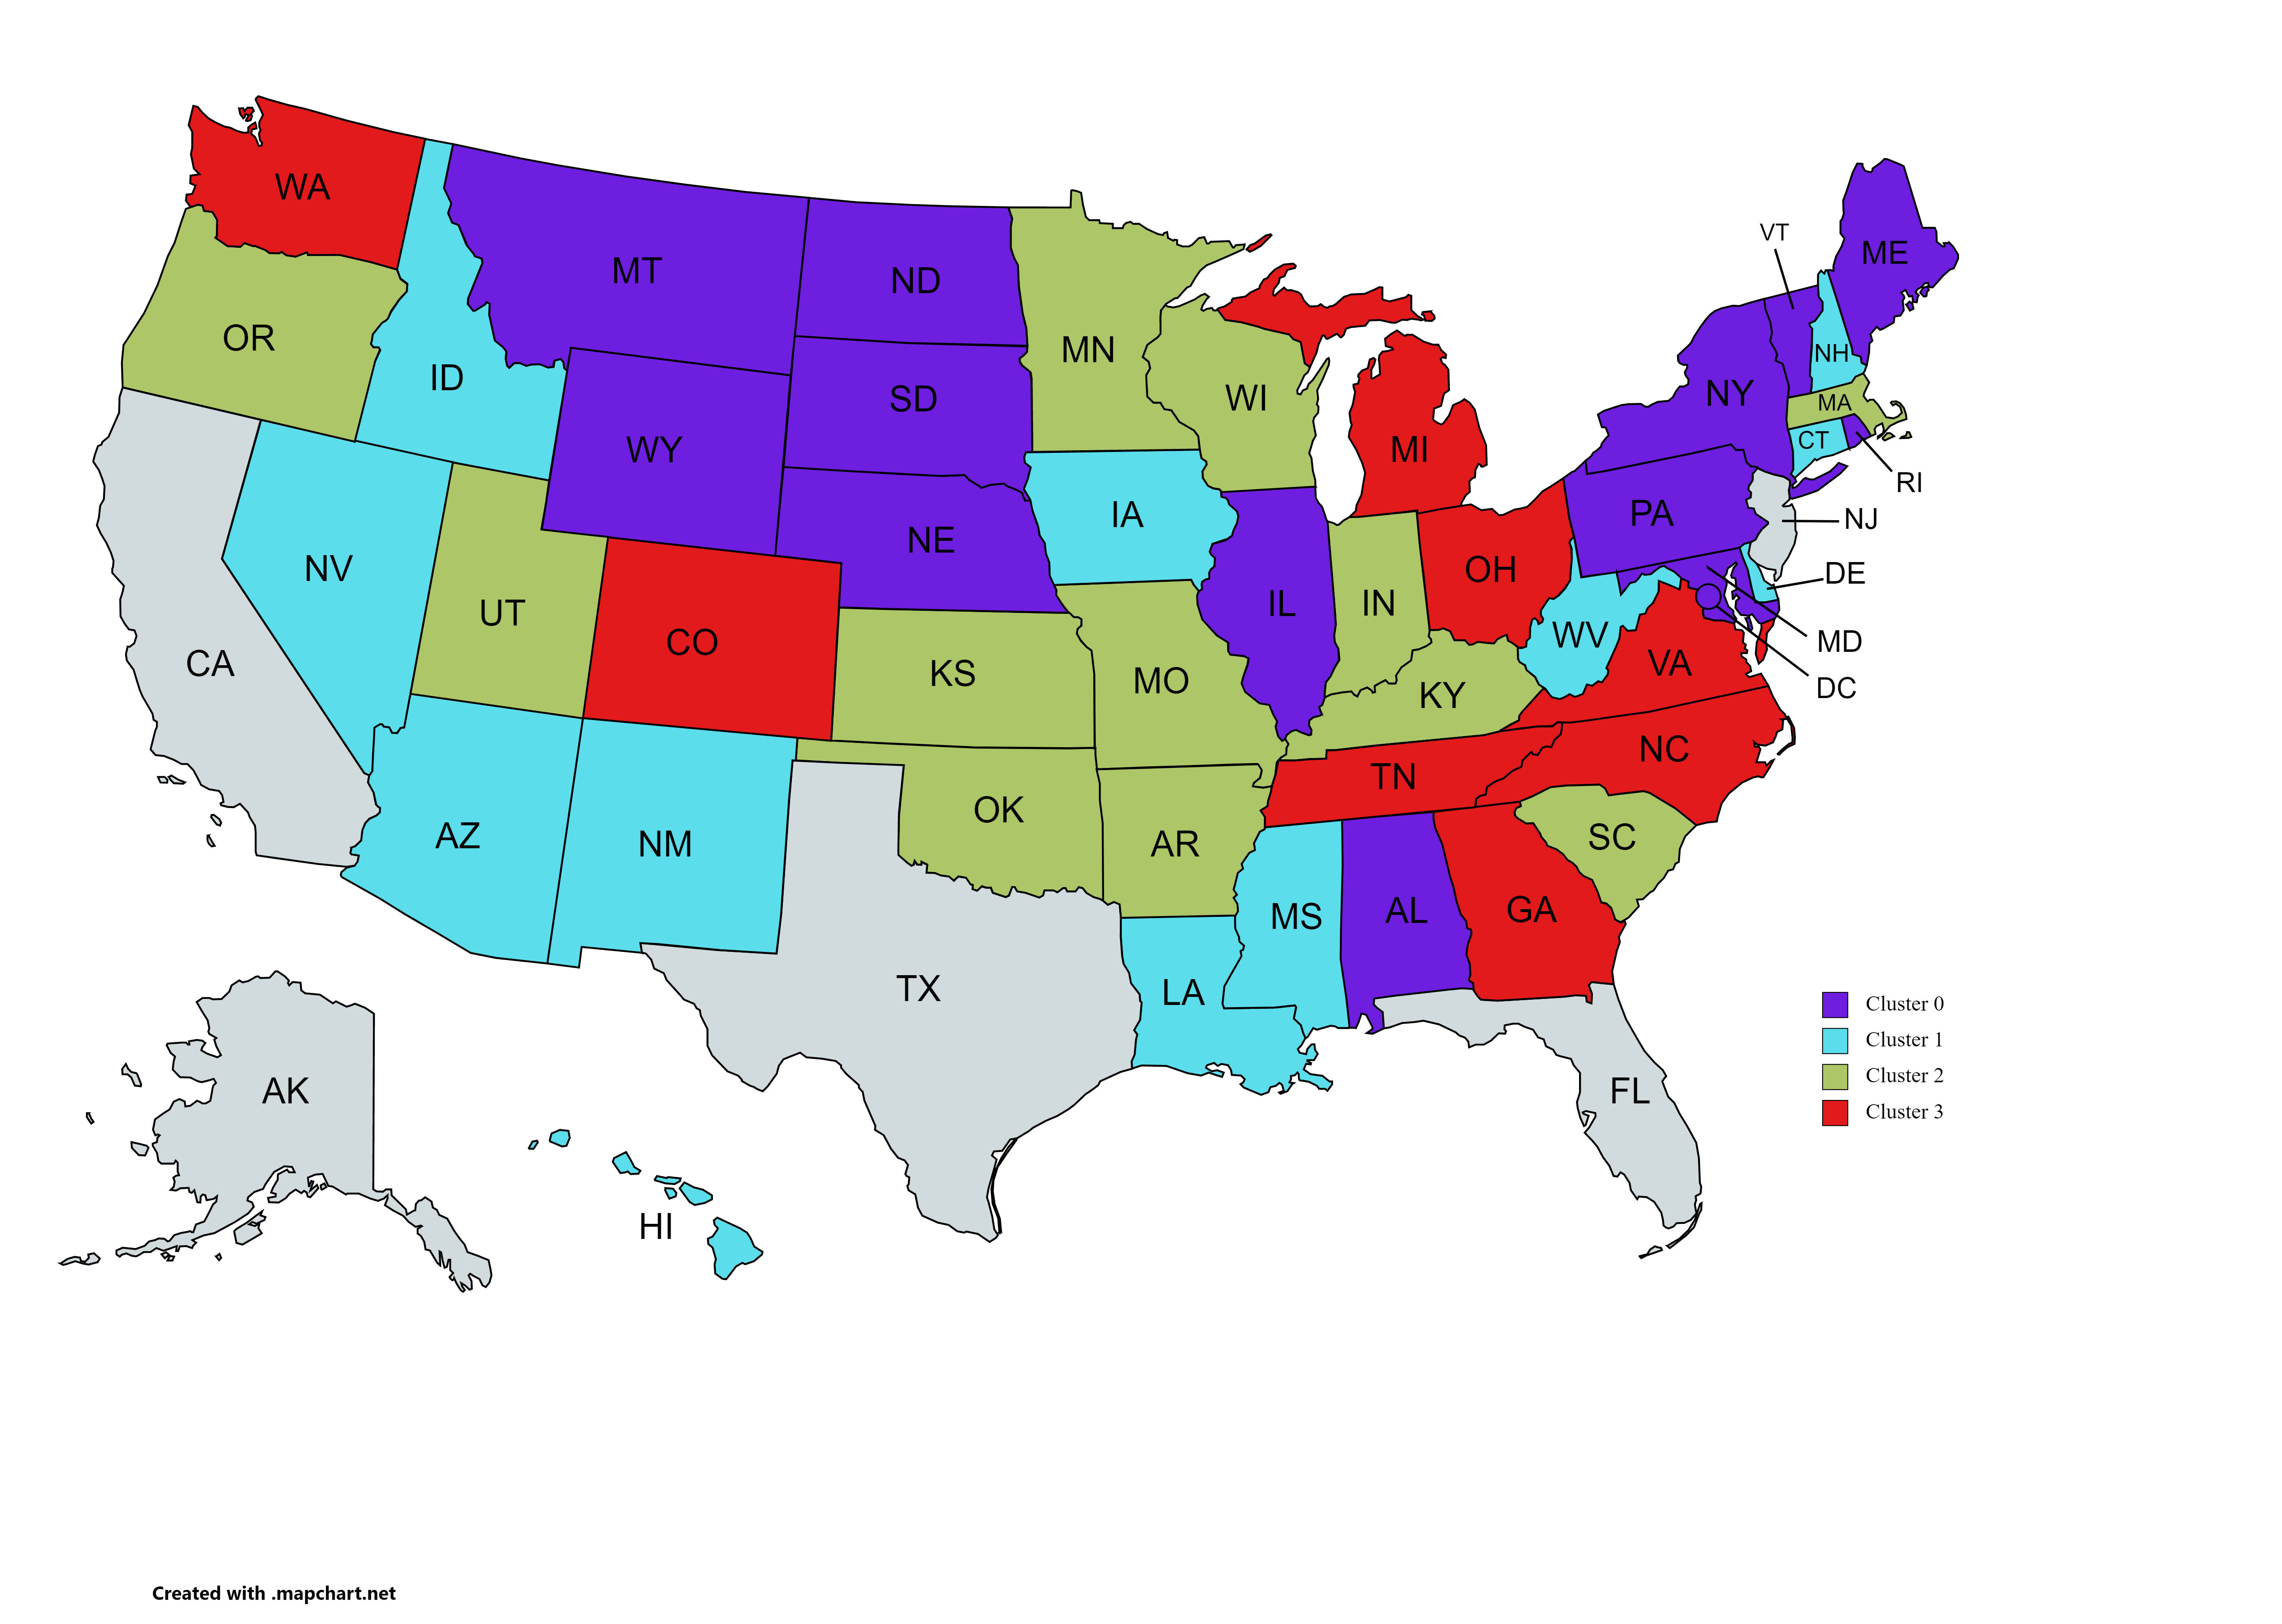 WA
VT
ME
MT
ND
OR
MN
NH
ID
WI
NY
SD
MA
CT
WY
MI
RI
PA
IA
NJ
NE
NV
OH
DE
UT
IL
IN
CO
WV
MD
CA
KS
MO
VA
DC
KY
NC
TN
OK
AZ
NM
AR
SC
MS
AL
GA
TX
LA
Cluster 0
Cluster 1
Cluster 2
Cluster 3
AK
FL
HI
Created with .mapchart.net